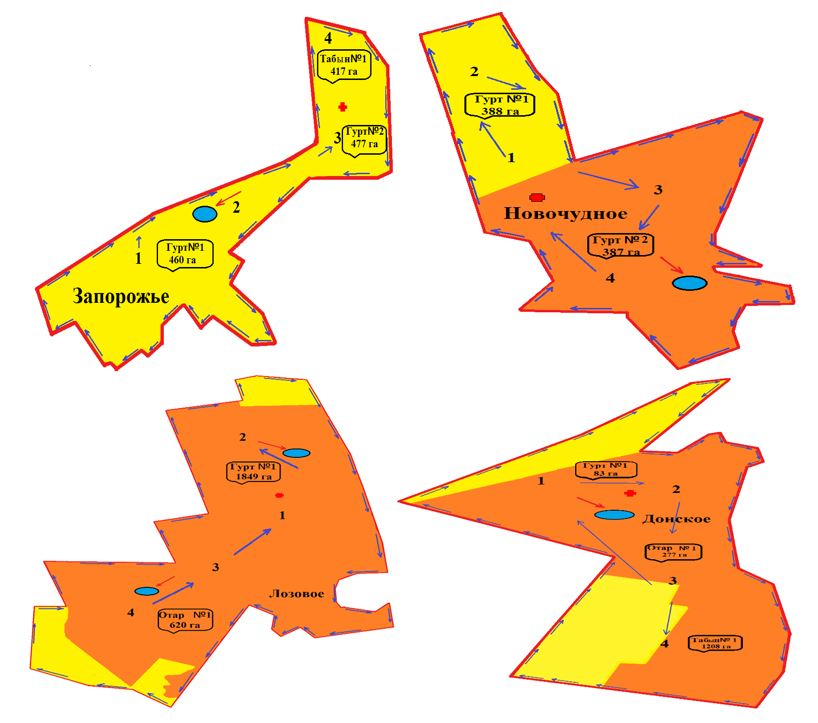 4
Табын№1
417 га
3
Гурт№2
477 га
2
1
Гурт№1
460 га
Запорожье
2
Гурт №1
388 га
1
3
Новочудное
Гурт № 2
387 га
4
2
Гурт №1
1849 га
1
3
Лозовое
4
Отар №1
620 га
1
Гурт №1
83 га
2
Донское
Отар № 1
277 га
3
4
Табын№ 1
1208 га